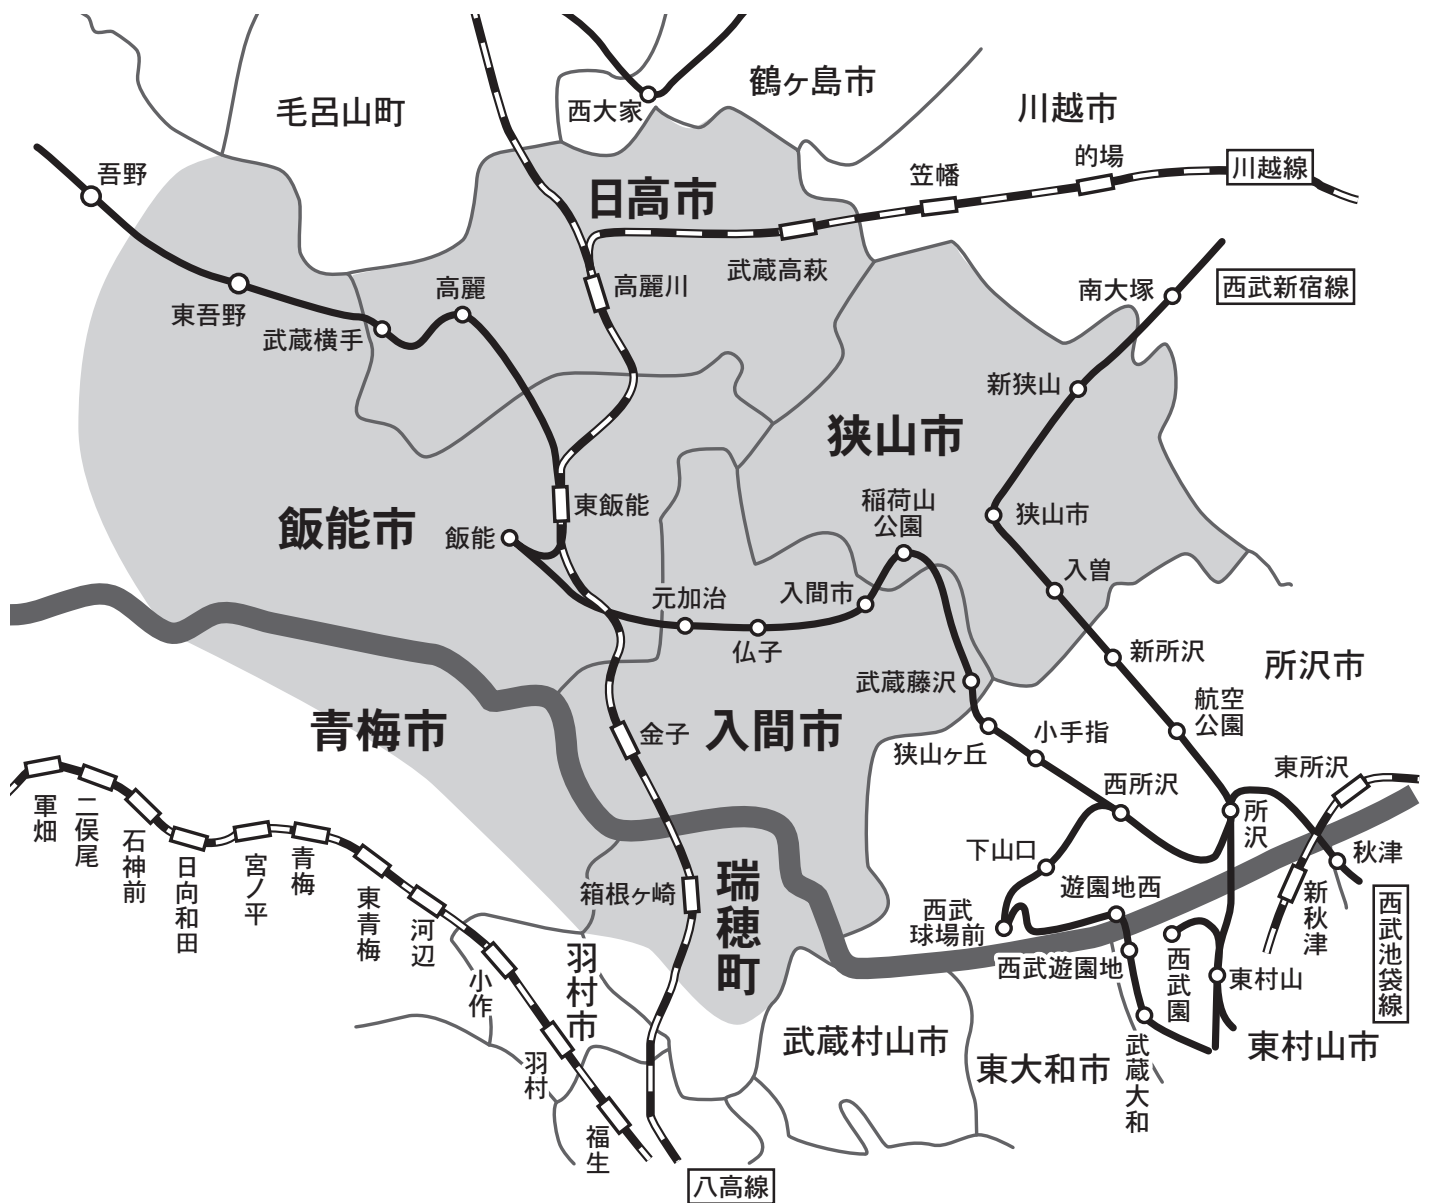 毛呂山町
西大家
鶴ヶ島市
川越市
吾野
日高市
笠幡
的場
川越線
東吾野
武蔵横手
高麗
高麗川
武蔵高萩
南大塚
西武新宿線
新狭山
狭山市
飯能市
飯能
東飯能
稲荷山
公園
狭山市
入曽
元加治
仏子
入間市
新所沢
所沢市
武蔵藤沢
航空
公園
青梅市
金子
入間市
狭山ヶ丘
小手指
西所沢
東所沢
軍畑
二俣尾
石神前
日向和田
宮ノ平
青梅
東青梅
河辺
小作
羽村市
羽村
福生
箱根ヶ崎
瑞穂町
下山口
遊園地西
所沢
秋津
新秋津
西武
球場前
西武遊園地
西武園
東村山
西武池袋線
武蔵村山市
東大和市
武蔵大和
東村山市
八高線